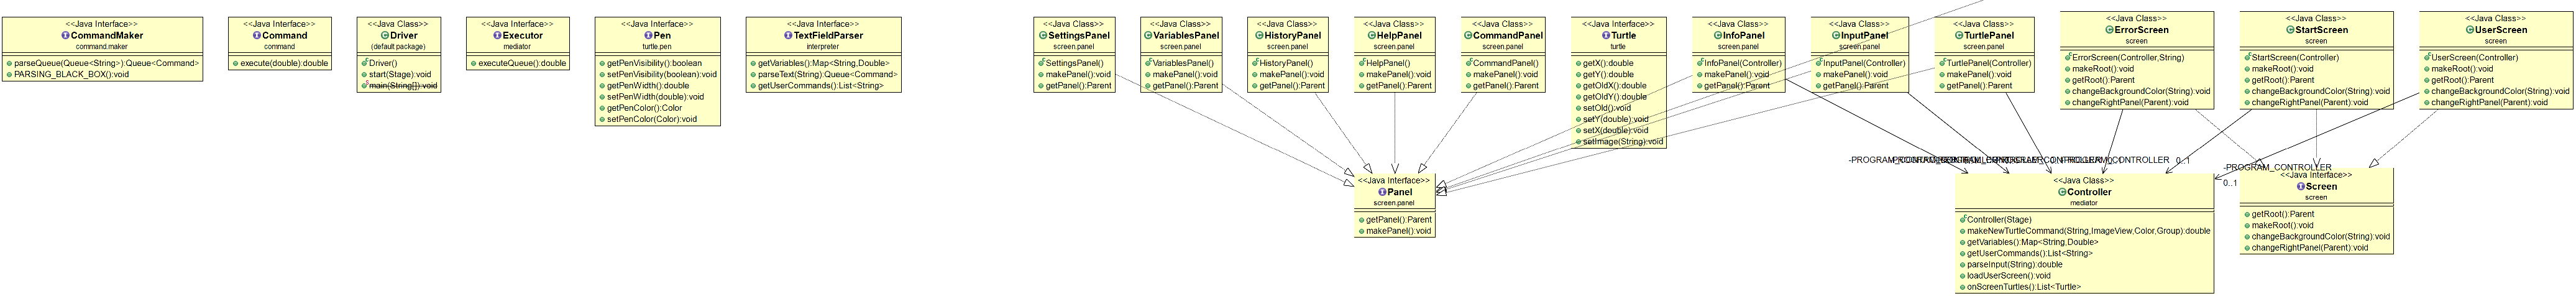 <<Java Interface>>
CommandMaker
command.maker
parseQueue(Queue<String>):Queue<Command>
PARSING_BLACK_BOX():void
<<Java Interface>>
Command
command
execute(double):double
<<Java Class>>
Driver
(default package)
Driver()
start(Stage):void
main(String[]):void
<<Java Interface>>
Executor
mediator
executeQueue():double
<<Java Interface>>
Pen
turtle.pen
getPenVisibility():boolean
setPenVisibility(boolean):void
getPenWidth():double
setPenWidth(double):void
getPenColor():Color
setPenColor(Color):void
<<Java Interface>>
TextFieldParser
interpreter
getVariables():Map<String,Double>
parseText(String):Queue<Command>
getUserCommands():List<String>
<<Java Class>>
SettingsPanel
screen.panel
SettingsPanel()
makePanel():void
getPanel():Parent
<<Java Class>>
VariablesPanel
screen.panel
VariablesPanel()
makePanel():void
getPanel():Parent
<<Java Class>>
HistoryPanel
screen.panel
HistoryPanel()
makePanel():void
getPanel():Parent
<<Java Class>>
HelpPanel
screen.panel
HelpPanel()
makePanel():void
getPanel():Parent
<<Java Class>>
CommandPanel
screen.panel
CommandPanel()
makePanel():void
getPanel():Parent
<<Java Interface>>
Turtle
turtle
getX():double
getY():double
getOldX():double
getOldY():double
setOld():void
setY(double):void
setX(double):void
setImage(String):void
<<Java Class>>
InfoPanel
screen.panel
InfoPanel(Controller)
makePanel():void
getPanel():Parent
<<Java Class>>
InputPanel
screen.panel
InputPanel(Controller)
makePanel():void
getPanel():Parent
<<Java Class>>
TurtlePanel
screen.panel
TurtlePanel(Controller)
makePanel():void
getPanel():Parent
<<Java Class>>
ErrorScreen
screen
ErrorScreen(Controller,String)
makeRoot():void
getRoot():Parent
changeBackgroundColor(String):void
changeRightPanel(Parent):void
<<Java Class>>
StartScreen
screen
StartScreen(Controller)
makeRoot():void
getRoot():Parent
changeBackgroundColor(String):void
changeRightPanel(Parent):void
<<Java Class>>
UserScreen
screen
UserScreen(Controller)
makeRoot():void
getRoot():Parent
changeBackgroundColor(String):void
changeRightPanel(Parent):void
<<Java Interface>>
Panel
screen.panel
getPanel():Parent
makePanel():void
0..1
-PROGRAM_CONTROLLER
0..1
<<Java Class>>
Controller
mediator
Controller(Stage)
makeNewTurtleCommand(String,ImageView,Color,Group):double
getVariables():Map<String,Double>
getUserCommands():List<String>
parseInput(String):double
loadUserScreen():void
onScreenTurtles():List<Turtle>
<<Java Interface>>
Screen
screen
getRoot():Parent
makeRoot():void
changeBackgroundColor(String):void
changeRightPanel(Parent):void